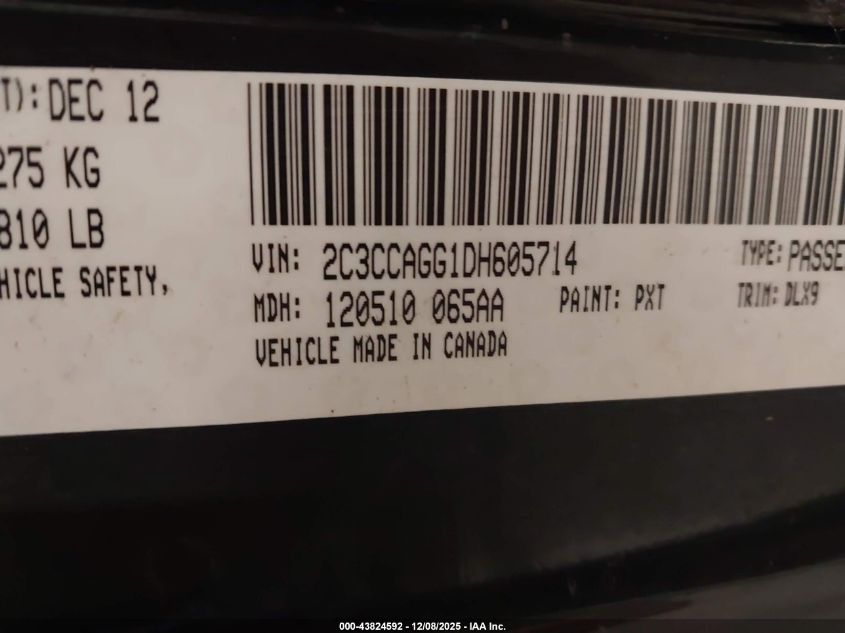 T): DEC 12
275 KG
810 LB
HICLE SAFETY,
VIN: 2C3CCAGG1DH605714
TYPE: PASSE
MDH: 120510 065AA
PAINT: PXT
TRIM: DLX9
VEHICLE MADE IN CANADA
000-43824592 - 12/08/2025 - IAA Inc.